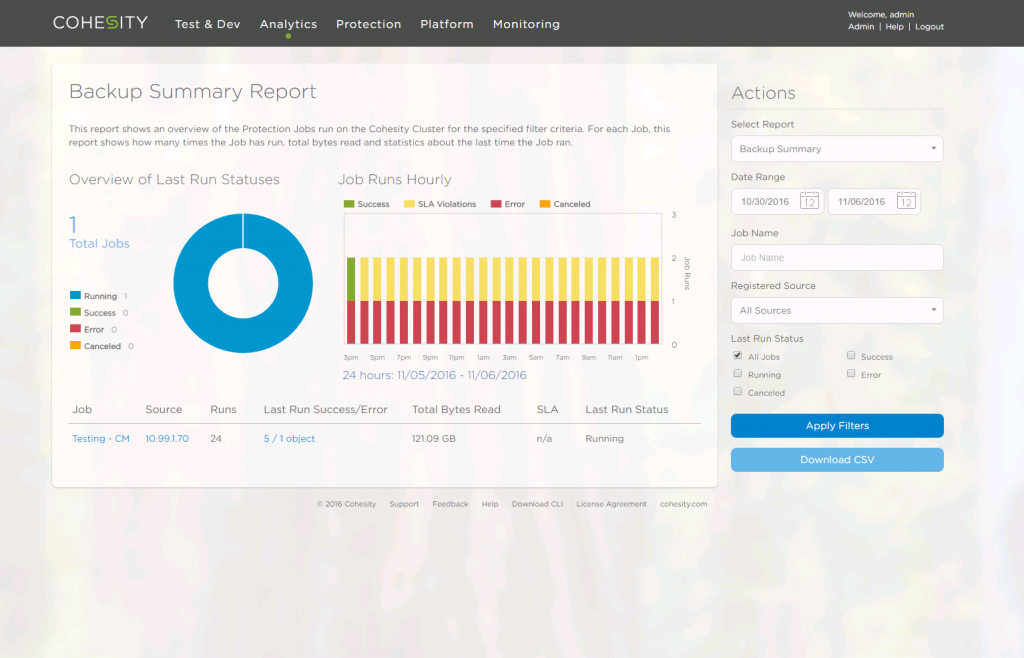 COHESITY Test & Dev Analytics Protection Platform Monitoring
Welcome, admin
Admin | Help | Logout
Backup Summary Report
This report shows an overview of the Protection Jobs run on the Cohesity Cluster for the specified filter criteria. For each Job, this
report shows how many times the Job has run, total bytes read and statistics about the last time the Job ran.
Overview of Last Run Statuses
1
Total Jobs
Running 1
Success 0
Error 0
Canceled 0
Job Runs Hourly
Success SLA Violations Error Canceled
3
2
1
0
Job Runs
3pm 5pm 7pm 9pm 11pm 1am 3am 5am 7am 9am 11am 1pm
24 hours: 11/05/2016 - 11/06/2016
Job Source Runs Last Run Success/Error Total Bytes Read SLA Last Run Status
Testing - CM 10.99.1.70 24 5 / 1 object 121.09 GB n/a Running
Actions
Select Report
Backup Summary
Date Range
10/30/2016 12 11/06/2016 12
Job Name
Job Name
Registered Source
All Sources
Last Run Status
All Jobs Success
Running Error
Canceled
Apply Filters
Download CSV
© 2016 Cohesity Support Feedback Help Download CLI License Agreement cohesity.com